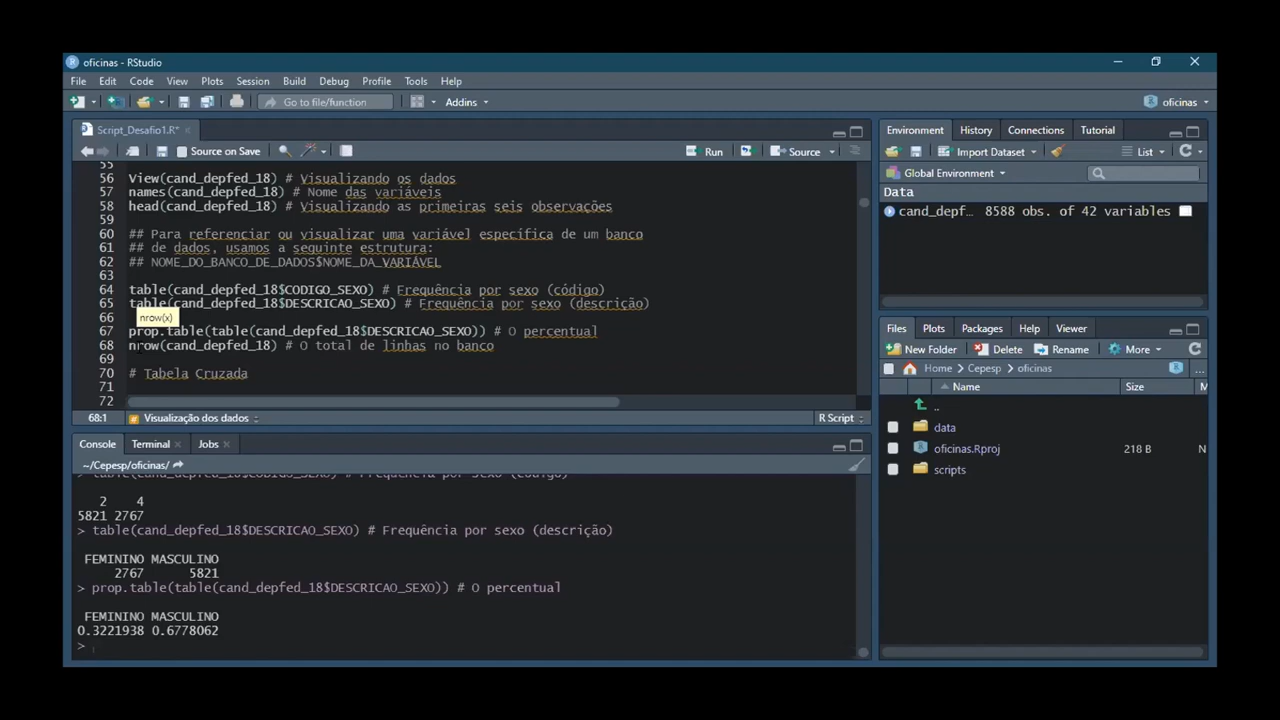 oficinas - RStudio
File Edit Code View Plots Session Build Debug Profile Tools Help
Go to file/function Addins oficinas
Script_Desafio1.R*
Source on Save Run Source
55
56 View(cand_depfed_18) # Visualizando os dados
57 names(cand_depfed_18) # Nome das variáveis
58 head(cand_depfed_18) # Visualizando as primeiras seis observações
59
60 ## Para referenciar ou visualizar uma variável específica de um banco
61 ## de dados, usamos a seguinte estrutura:
62 ## NOME_DO_BANCO_DE_DADOS$NOME_DA_VARIÁVEL
63
64 table(cand_depfed_18$CODIGO_SEXO) # Frequência por sexo (código)
65 table(cand_depfed_18$DESCRICAO_SEXO) # Frequência por sexo (descrição)
66 nrow(x)
67 prop.table(table(cand_depfed_18$DESCRICAO_SEXO)) # O percentual
68 nrow(cand_depfed_18) # O total de linhas no banco
69
70 # Tabela Cruzada
71
72
68:1 # Visualização dos dados R Script
Console Terminal Jobs
~/Cepesp/oficinas/
> table(cand_depfed_18$CODIGO_SEXO) # Frequência por sexo (código)
2 4
5821 2767
> table(cand_depfed_18$DESCRICAO_SEXO) # Frequência por sexo (descrição)
FEMININO MASCULINO
2767 5821
> prop.table(table(cand_depfed_18$DESCRICAO_SEXO)) # O percentual
FEMININO MASCULINO
0.3221938 0.6778062
>
Environment History Connections Tutorial
Import Dataset List
Global Environment
Data
cand_depf… 8588 obs. of 42 variables
Files Plots Packages Help Viewer
New Folder Delete Rename More
Home Cepesp oficinas ...
Name Size M
..
data
oficinas.Rproj 218 B N
scripts